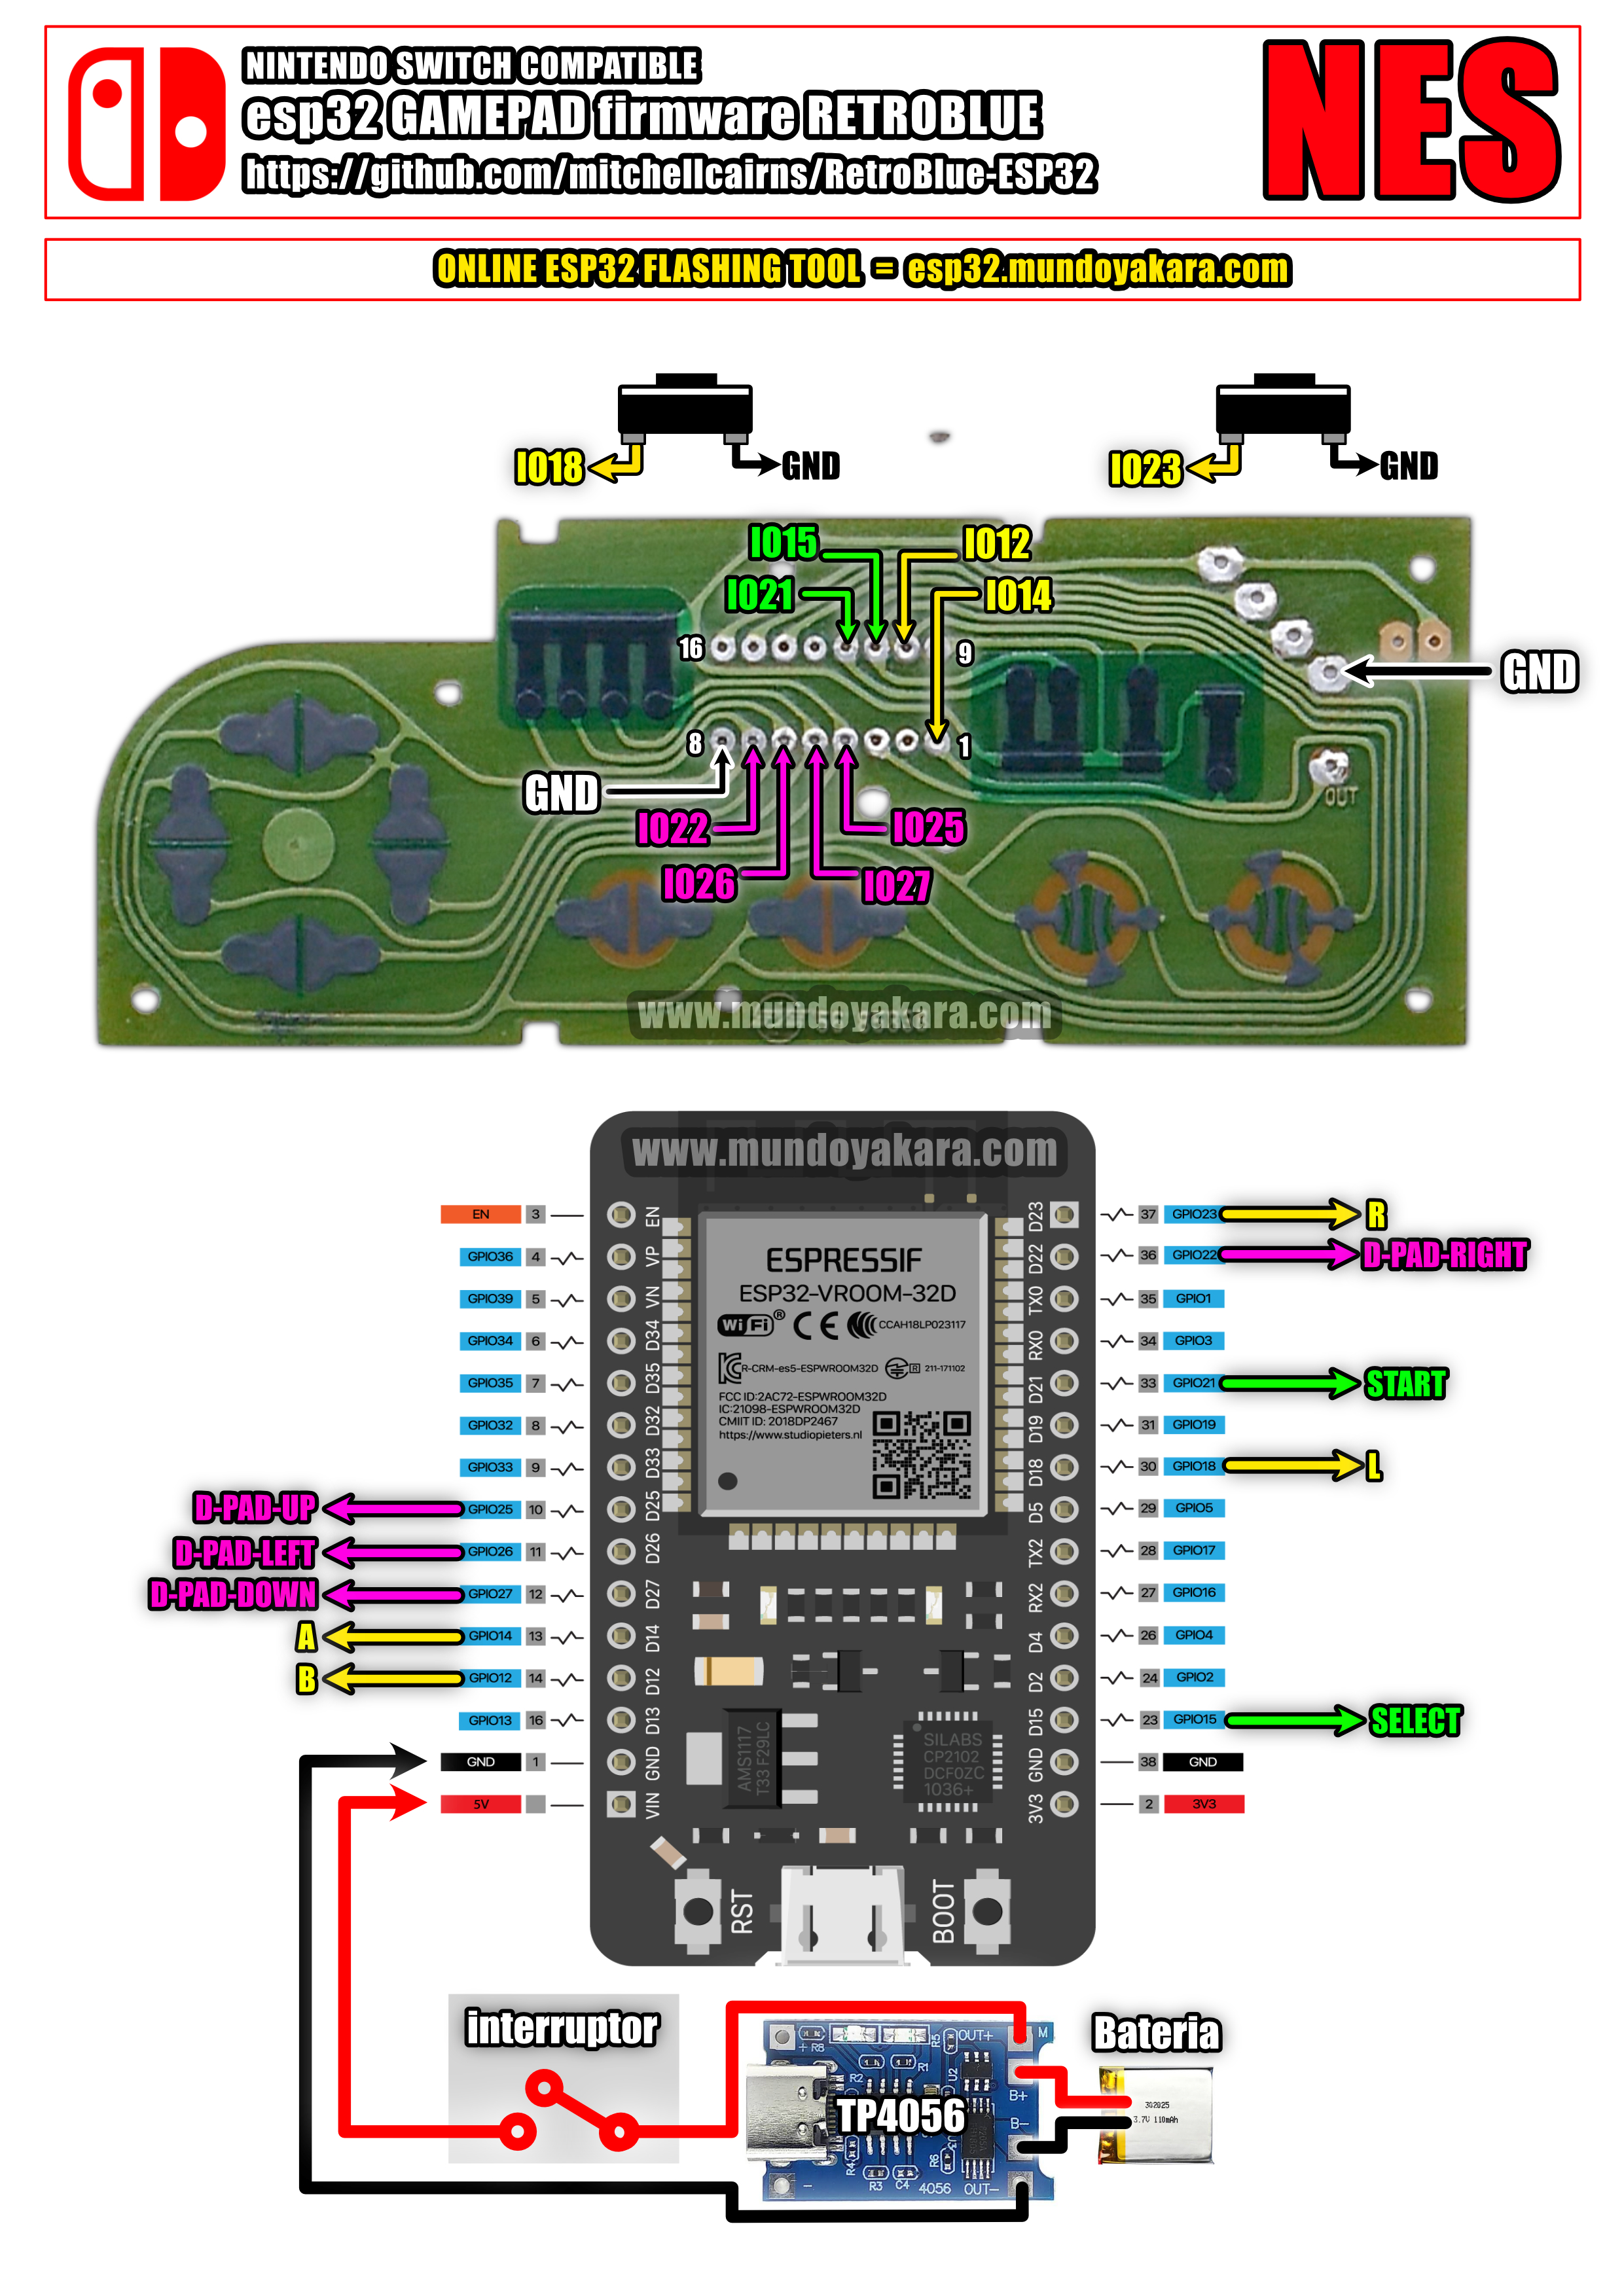 NINTENDO SWITCH COMPATIBLE
esp32 GAMEPAD firmware RETROBLUE
https://github.com/mitchellcairns/RetroBlue-ESP32
NES
ONLINE ESP32 FLASHING TOOL = esp32.mundoyakara.com
IO18
GND
IO23
GND
IO15
IO12
IO21
IO14
16
9
GND
8
1
GND
OUT
IO22
IO25
IO26
IO27
www.mundoyakara.com
www.mundoyakara.com
EN 3 EN
GPIO36 4 VP
GPIO39 5 VN
GPIO34 6 D34
GPIO35 7 D35
GPIO32 8 D32
GPIO33 9 D33
D-PAD-UP GPIO25 10 D25
D-PAD-LEFT GPIO26 11 D26
D-PAD-DOWN GPIO27 12 D27
A GPIO14 13 D14
B GPIO12 14 D12
GPIO13 16 D13
GND 1 GND
5V VIN
ESPRESSIF
ESP32-VROOM-32D
WiFi ® CE CCAH18LP023117
R-CRM-es5-ESPWROOM32D R 211-171102
FCC ID:2AC72-ESPWROOM32D
IC:21098-ESPWROOM32D
CMIIT ID: 2018DP2467
https://www.studiopieters.nl
D23 37 GPIO23 R
D22 36 GPIO22 D-PAD-RIGHT
TX0 35 GPIO1
RX0 34 GPIO3
D21 33 GPIO21 START
D19 31 GPIO19
D18 30 GPIO18 L
D5 29 GPIO5
TX2 28 GPIO17
RX2 27 GPIO16
D4 26 GPIO4
D2 24 GPIO2
D15 23 GPIO15 SELECT
GND 38 GND
3V3 2 3V3
AMS1117
T33 F29LC
SILABS
CP2102
DCF0ZC
1036+
RST
BOOT
interruptor
Bateria
+ R8
R5
OUT+
M
R2
R1
U2
B+
TP4056
B-
R4
R6
R3
C4
4056
OUT-
-
302025
3.7V 110mAh